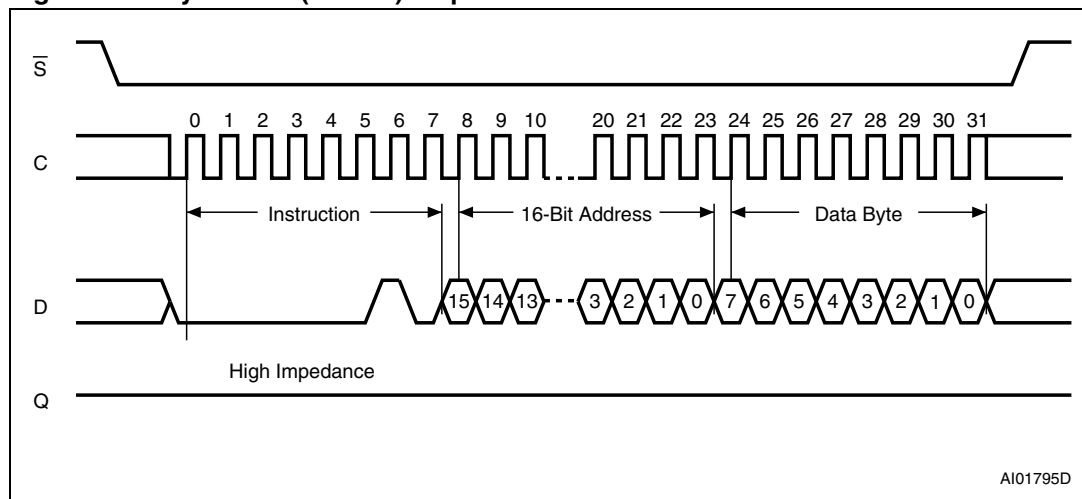 S
0 1 2 3 4 5 6 7 8 9 10 20 21 22 23 24 25 26 27 28 29 30 31
C
Instruction 16-Bit Address Data Byte
D
15 14 13 3 2 1 0 7 6 5 4 3 2 1 0
High Impedance
Q
AI01795D